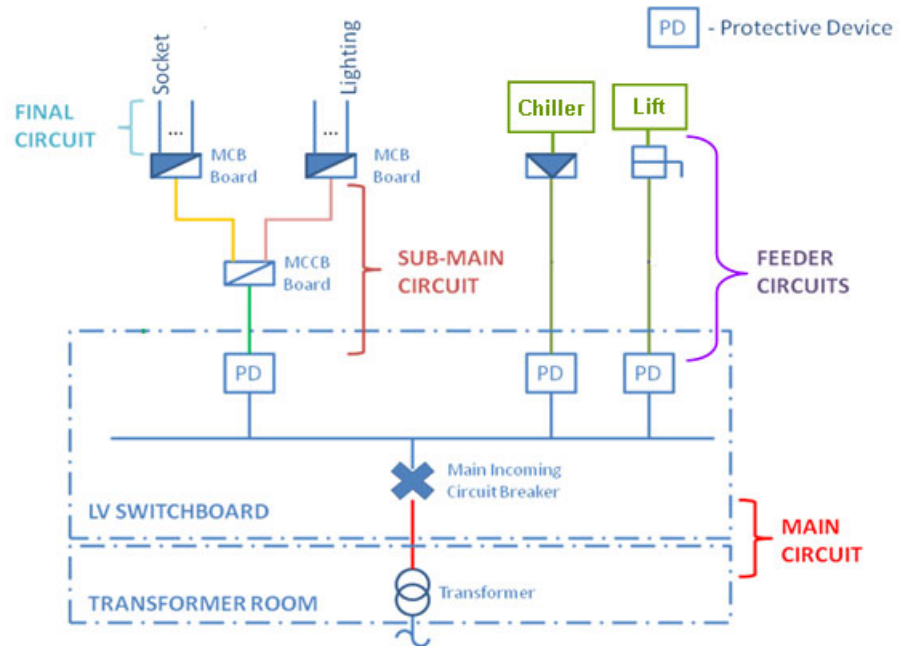 PD - Protective Device
Socket
Lighting
Chiller
Lift
FINAL
CIRCUIT
...
...
MCB
Board
MCB
Board
SUB-MAIN
CIRCUIT
MCCB
Board
FEEDER
CIRCUITS
PD
PD
PD
Main Incoming
Circuit Breaker
LV SWITCHBOARD
MAIN
CIRCUIT
Transformer
TRANSFORMER ROOM